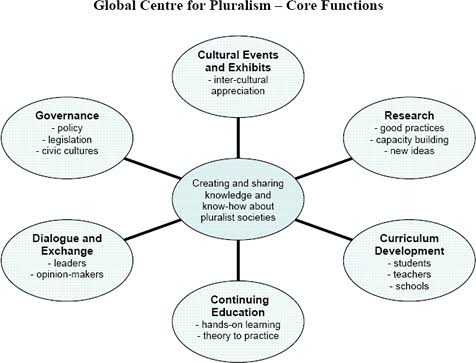 Global Centre for Pluralism – Core Functions
Cultural Events
and Exhibits
- inter-cultural
appreciation
Governance
- policy
- legislation
- civic cultures
Research
- good practices
- capacity building
- new ideas
Creating and sharing
knowledge and
know-how about
pluralist societies
Dialogue and
Exchange
- leaders
- opinion-makers
Curriculum
Development
- students
- teachers
- schools
Continuing
Education
- hands-on learning
- theory to practice